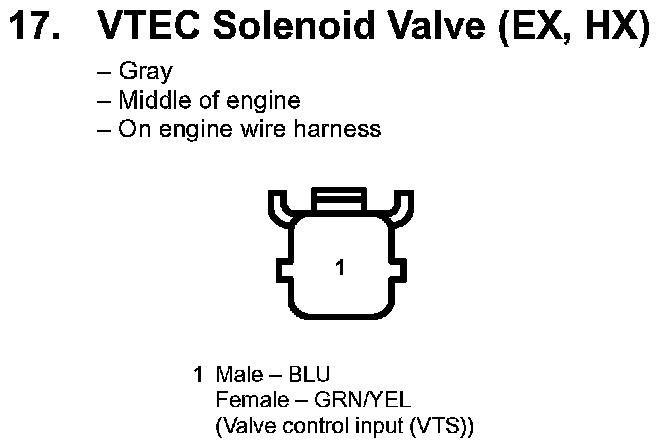 17. VTEC Solenoid Valve (EX, HX)
– Gray
– Middle of engine
– On engine wire harness
1
1 Male – BLU
Female – GRN/YEL
(Valve control input (VTS))